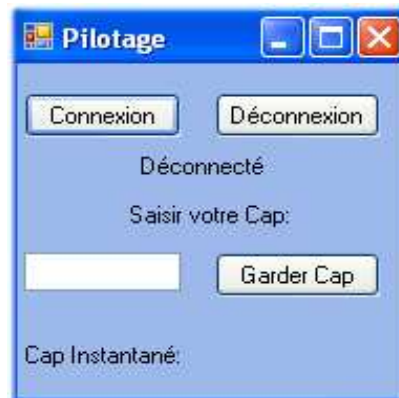 Pilotage
Connexion Déconnexion
Déconnecté
Saisir votre Cap:
Garder Cap
Cap Instantané: